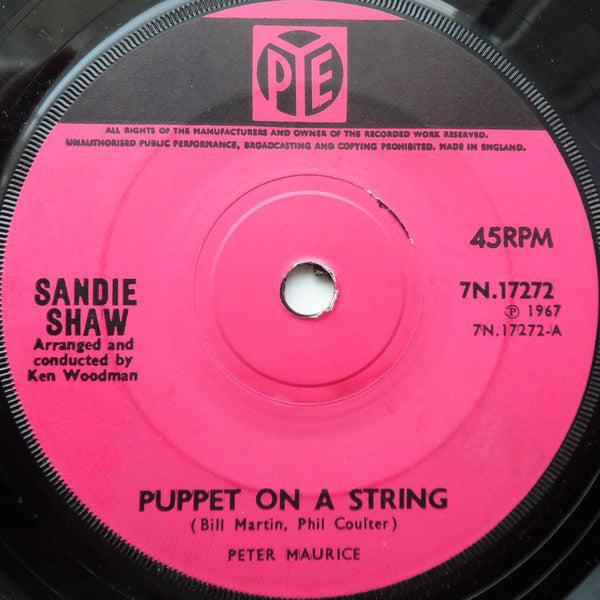 PYE
ALL RIGHTS OF THE MANUFACTURERS AND OWNER OF THE RECORDED WORK RESERVED.
UNAUTHORISED PUBLIC PERFORMANCE, BROADCASTING AND COPYING PROHIBITED. MADE IN ENGLAND.
45RPM
SANDIE
SHAW
Arranged and
conducted by
Ken Woodman
7N.17272
Ⓟ 1967
7N.17272-A
PUPPET ON A STRING
(Bill Martin, Phil Coulter)
PETER MAURICE